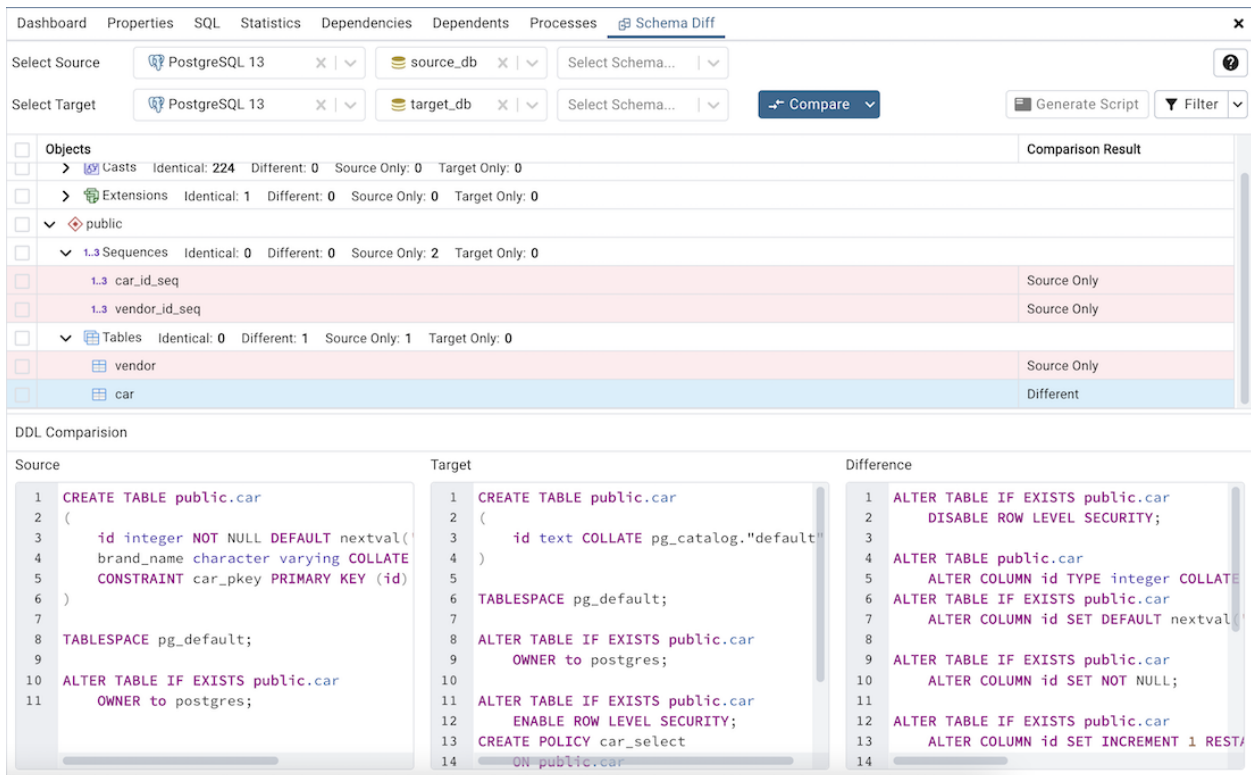 Dashboard Properties SQL Statistics Dependencies Dependents Processes Schema Diff
Select Source PostgreSQL 13 source_db Select Schema...
Select Target PostgreSQL 13 target_db Select Schema... Compare Generate Script Filter
Objects Comparison Result
Casts Identical: 224 Different: 0 Source Only: 0 Target Only: 0
Extensions Identical: 1 Different: 0 Source Only: 0 Target Only: 0
public
1..3 Sequences Identical: 0 Different: 0 Source Only: 2 Target Only: 0
1..3 car_id_seq Source Only
1..3 vendor_id_seq Source Only
Tables Identical: 0 Different: 1 Source Only: 1 Target Only: 0
vendor Source Only
car Different
DDL Comparision
Source
1 CREATE TABLE public.car
2 (
3 id integer NOT NULL DEFAULT nextval('
4 brand_name character varying COLLATE
5 CONSTRAINT car_pkey PRIMARY KEY (id)
6 )
7
8 TABLESPACE pg_default;
9
10 ALTER TABLE IF EXISTS public.car
11 OWNER to postgres;
Target
1 CREATE TABLE public.car
2 (
3 id text COLLATE pg_catalog."default"
4 )
5
6 TABLESPACE pg_default;
7
8 ALTER TABLE IF EXISTS public.car
9 OWNER to postgres;
10
11 ALTER TABLE IF EXISTS public.car
12 ENABLE ROW LEVEL SECURITY;
13 CREATE POLICY car_select
14 ON public.car
Difference
1 ALTER TABLE IF EXISTS public.car
2 DISABLE ROW LEVEL SECURITY;
3
4 ALTER TABLE public.car
5 ALTER COLUMN id TYPE integer COLLATE
6 ALTER TABLE IF EXISTS public.car
7 ALTER COLUMN id SET DEFAULT nextval('
8
9 ALTER TABLE IF EXISTS public.car
10 ALTER COLUMN id SET NOT NULL;
11
12 ALTER TABLE IF EXISTS public.car
13 ALTER COLUMN id SET INCREMENT 1
14